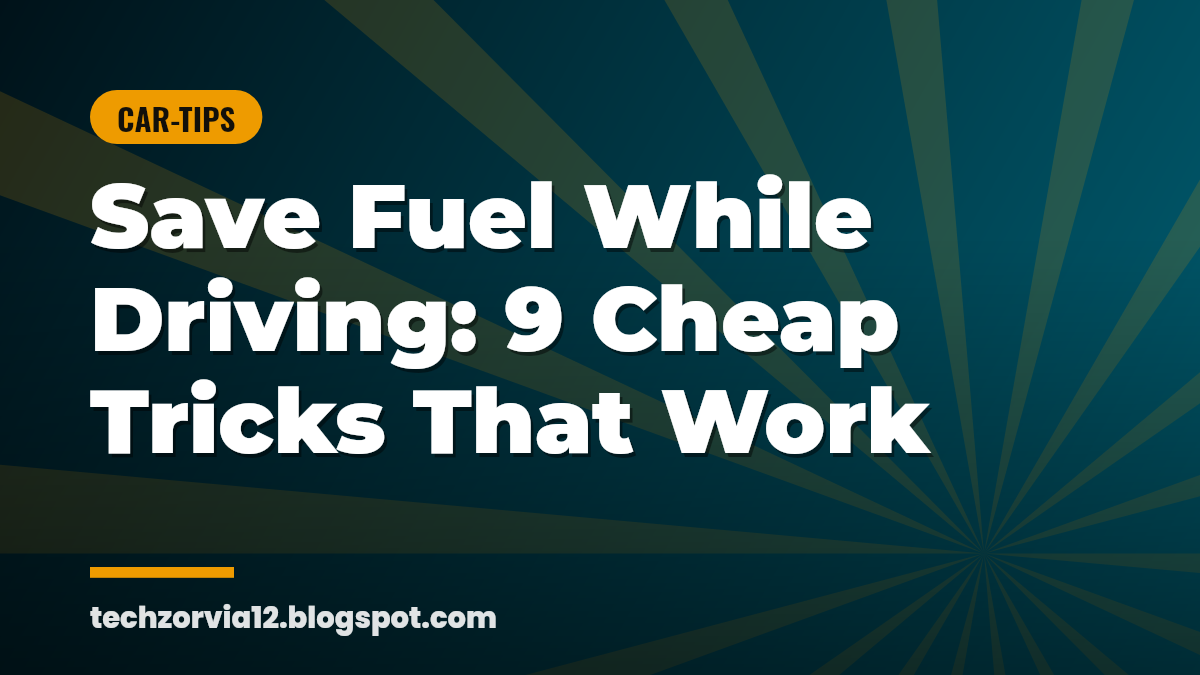 CAR-TIPS
Save Fuel While
Driving: 9 Cheap
Tricks That Work
techzorvia12.blogspot.com